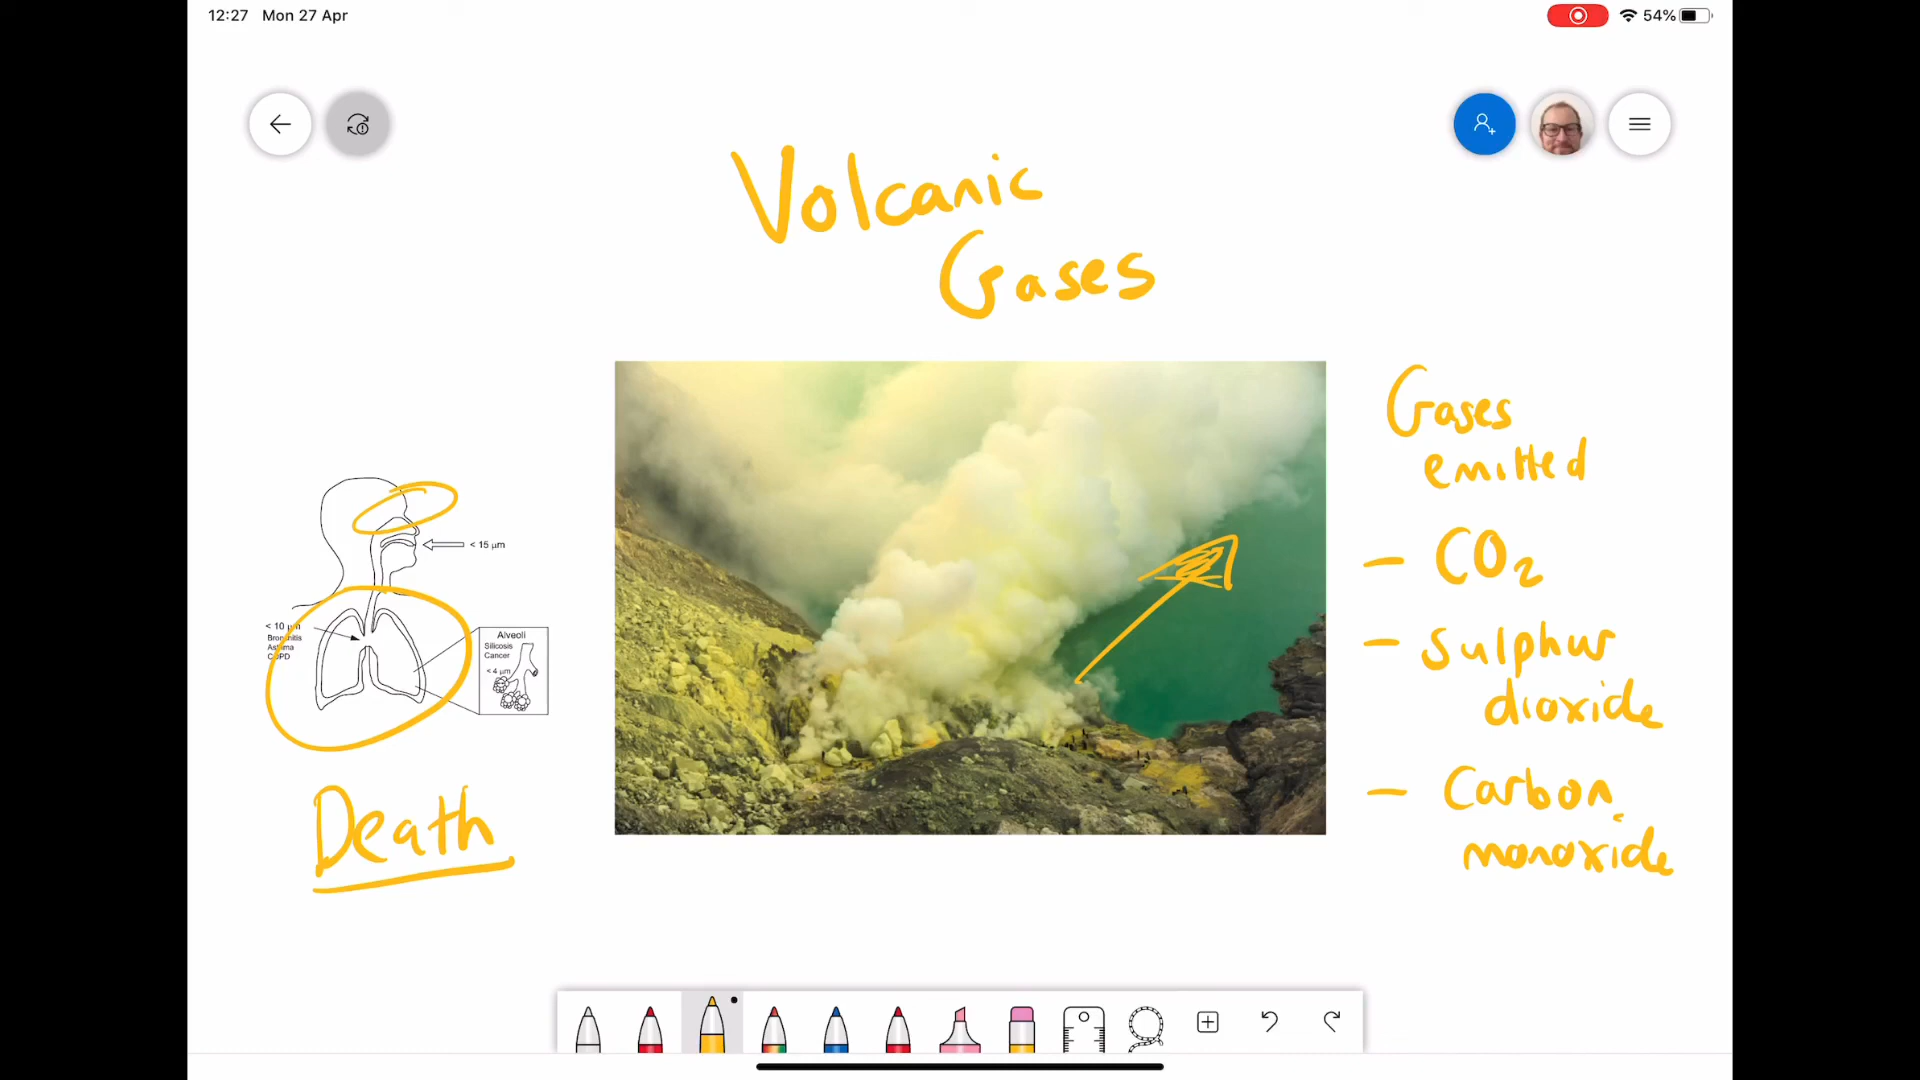 12:27 Mon 27 Apr
54%
Volcanic
Gases
Gases
emitted
- CO₂
- Sulphur
dioxide
- Carbon
monoxide
< 15 μm
< 10 μm
Bronchitis
Asthma
COPD
Alveoli
Silicosis
Cancer
< 4 μm
Death